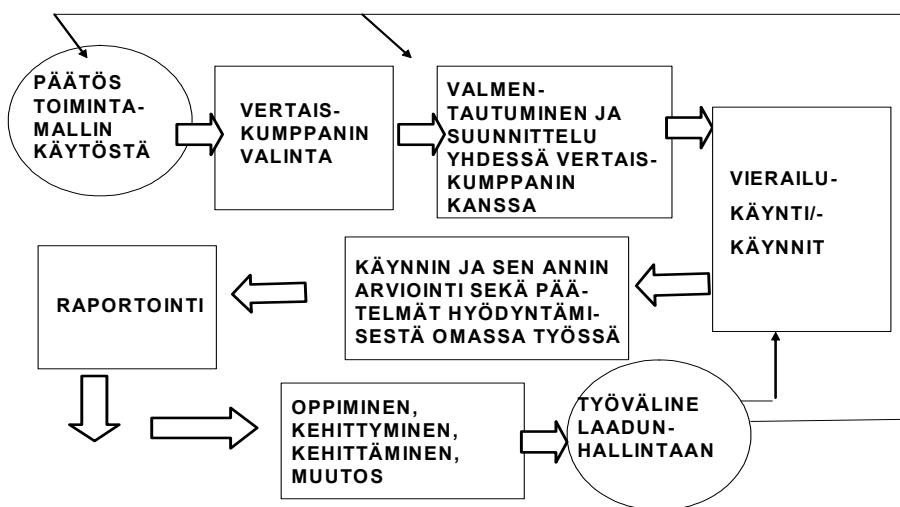 PÄÄTÖS
TOIMINTA-
MALLIN
KÄYTÖSTÄ
VERTAIS-
KUMPPANIN
VALINTA
VALMEN-
TAUTUMINEN JA
SUUNNITTELU
YHDESSÄ VERTAIS-
KUMPPANIN
KANSSA
VIERAILU-
KÄYNTI/-
KÄYNNIT
KÄYNNIN JA SEN ANNIN
ARVIOINTI SEKÄ PÄÄ-
TELMÄT HYÖDYNTÄMI-
SESTÄ OMASSA TYÖSSÄ
RAPORTOINTI
OPPIMINEN,
KEHITTYMINEN,
KEHITTÄMINEN,
MUUTOS
TYÖVÄLINE
LAADUN-
HALLINTAAN